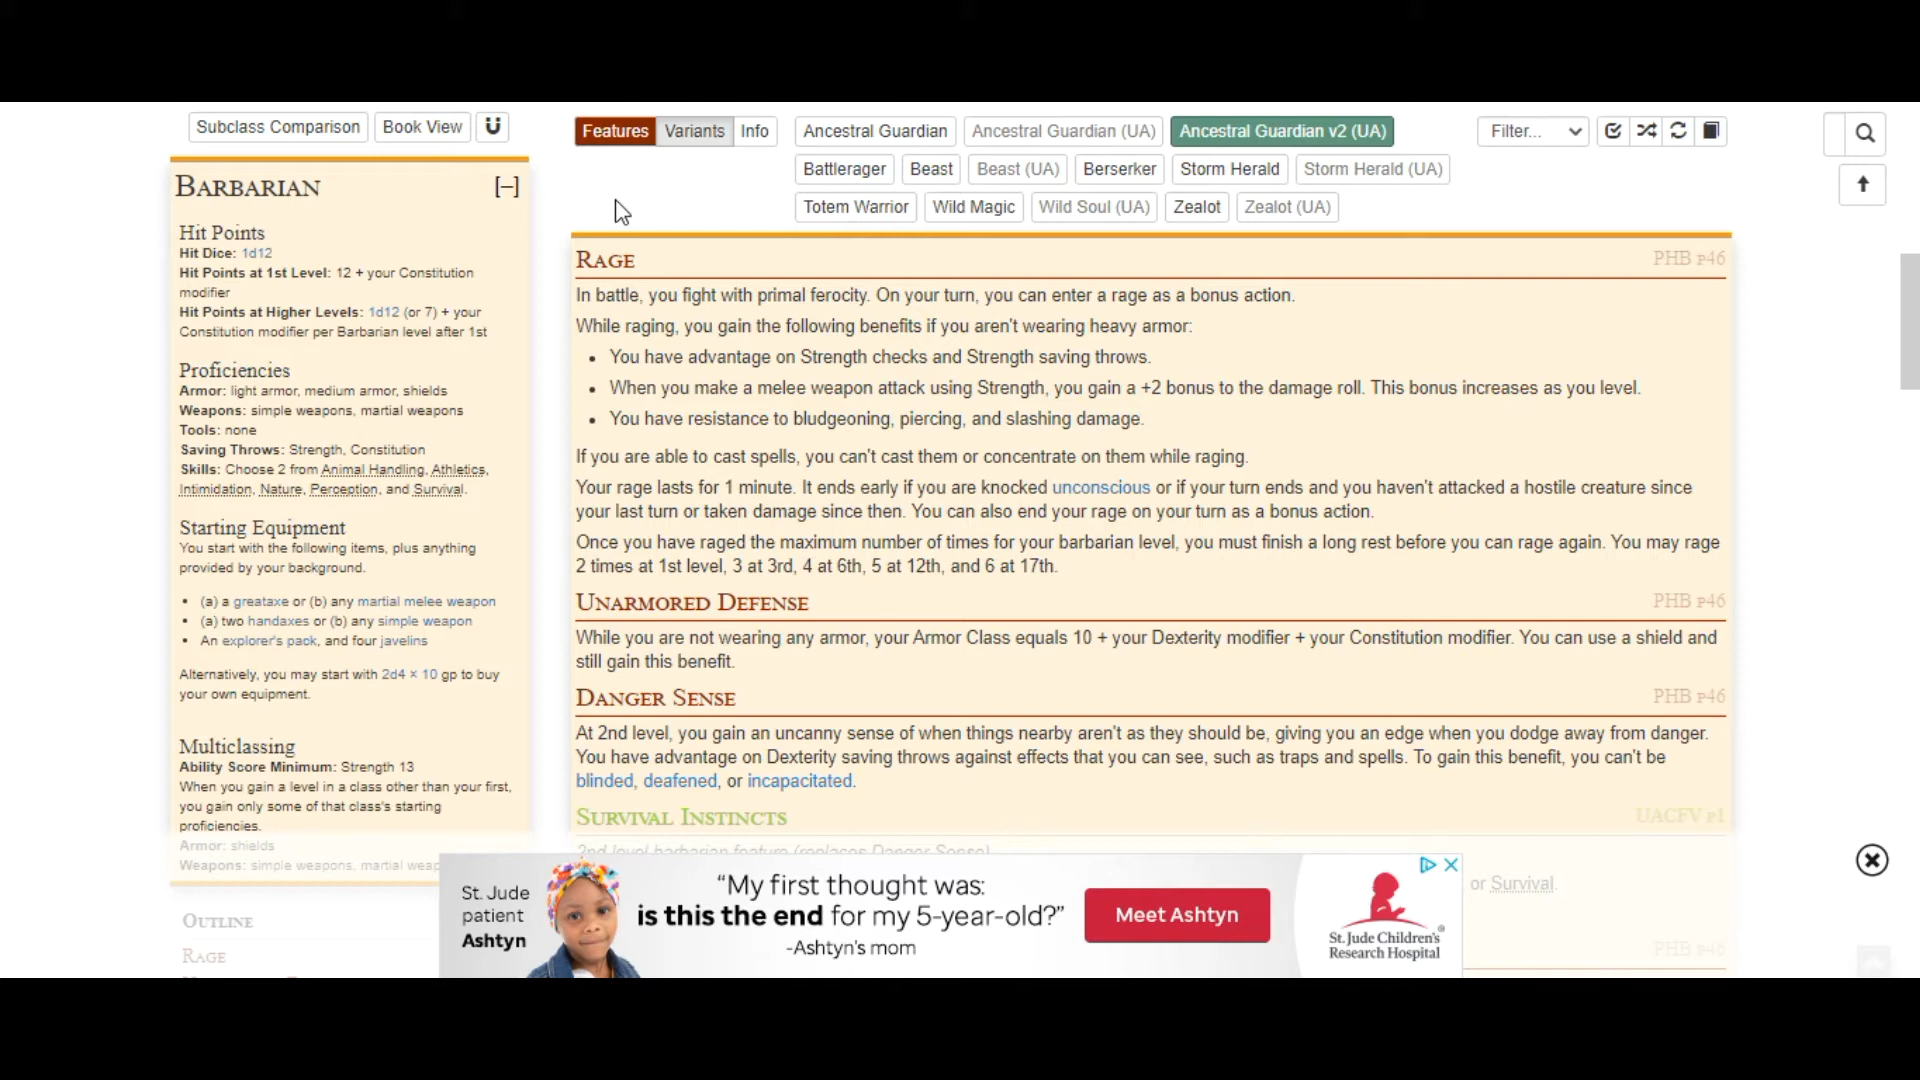 Subclass Comparison
Book View
Features
Variants
Info
Ancestral Guardian
Ancestral Guardian (UA)
Ancestral Guardian v2 (UA)
Battlerager
Beast
Beast (UA)
Berserker
Storm Herald
Storm Herald (UA)
Totem Warrior
Wild Magic
Wild Soul (UA)
Zealot
Zealot (UA)
Filter...
BARBARIAN
[–]
Hit Points
Hit Dice: 1d12
Hit Points at 1st Level: 12 + your Constitution
modifier
Hit Points at Higher Levels: 1d12 (or 7) + your
Constitution modifier per Barbarian level after 1st
Proficiencies
Armor: light armor, medium armor, shields
Weapons: simple weapons, martial weapons
Tools: none
Saving Throws: Strength, Constitution
Skills: Choose 2 from Animal Handling, Athletics,
Intimidation, Nature, Perception, and Survival.
Starting Equipment
You start with the following items, plus anything
provided by your background.
• (a) a greataxe or (b) any martial melee weapon
• (a) two handaxes or (b) any simple weapon
• An explorer's pack, and four javelins
Alternatively, you may start with 2d4 × 10 gp to buy
your own equipment.
Multiclassing
Ability Score Minimum: Strength 13
When you gain a level in a class other than your first,
you gain only some of that class's starting
proficiencies.
Armor: shields
Weapons: simple weapons, martial weap
OUTLINE
RAGE
RAGE
PHB P46
In battle, you fight with primal ferocity. On your turn, you can enter a rage as a bonus action.
While raging, you gain the following benefits if you aren't wearing heavy armor:
• You have advantage on Strength checks and Strength saving throws.
• When you make a melee weapon attack using Strength, you gain a +2 bonus to the damage roll. This bonus increases as you level.
• You have resistance to bludgeoning, piercing, and slashing damage.
If you are able to cast spells, you can't cast them or concentrate on them while raging.
Your rage lasts for 1 minute. It ends early if you are knocked unconscious or if your turn ends and you haven't attacked a hostile creature since
your last turn or taken damage since then. You can also end your rage on your turn as a bonus action.
Once you have raged the maximum number of times for your barbarian level, you must finish a long rest before you can rage again. You may rage
2 times at 1st level, 3 at 3rd, 4 at 6th, 5 at 12th, and 6 at 17th.
UNARMORED DEFENSE
PHB P46
While you are not wearing any armor, your Armor Class equals 10 + your Dexterity modifier + your Constitution modifier. You can use a shield and
still gain this benefit.
DANGER SENSE
PHB P46
At 2nd level, you gain an uncanny sense of when things nearby aren't as they should be, giving you an edge when you dodge away from danger.
You have advantage on Dexterity saving throws against effects that you can see, such as traps and spells. To gain this benefit, you can't be
blinded, deafened, or incapacitated.
SURVIVAL INSTINCTS
UACFV P1
2nd-level barbarian feature (replaces Danger Sense)
or Survival.
PHB P46
St. Jude
patient
Ashtyn
“My first thought was:
is this the end for my 5-year-old?”
-Ashtyn's mom
Meet Ashtyn
St. Jude Children's®
Research Hospital